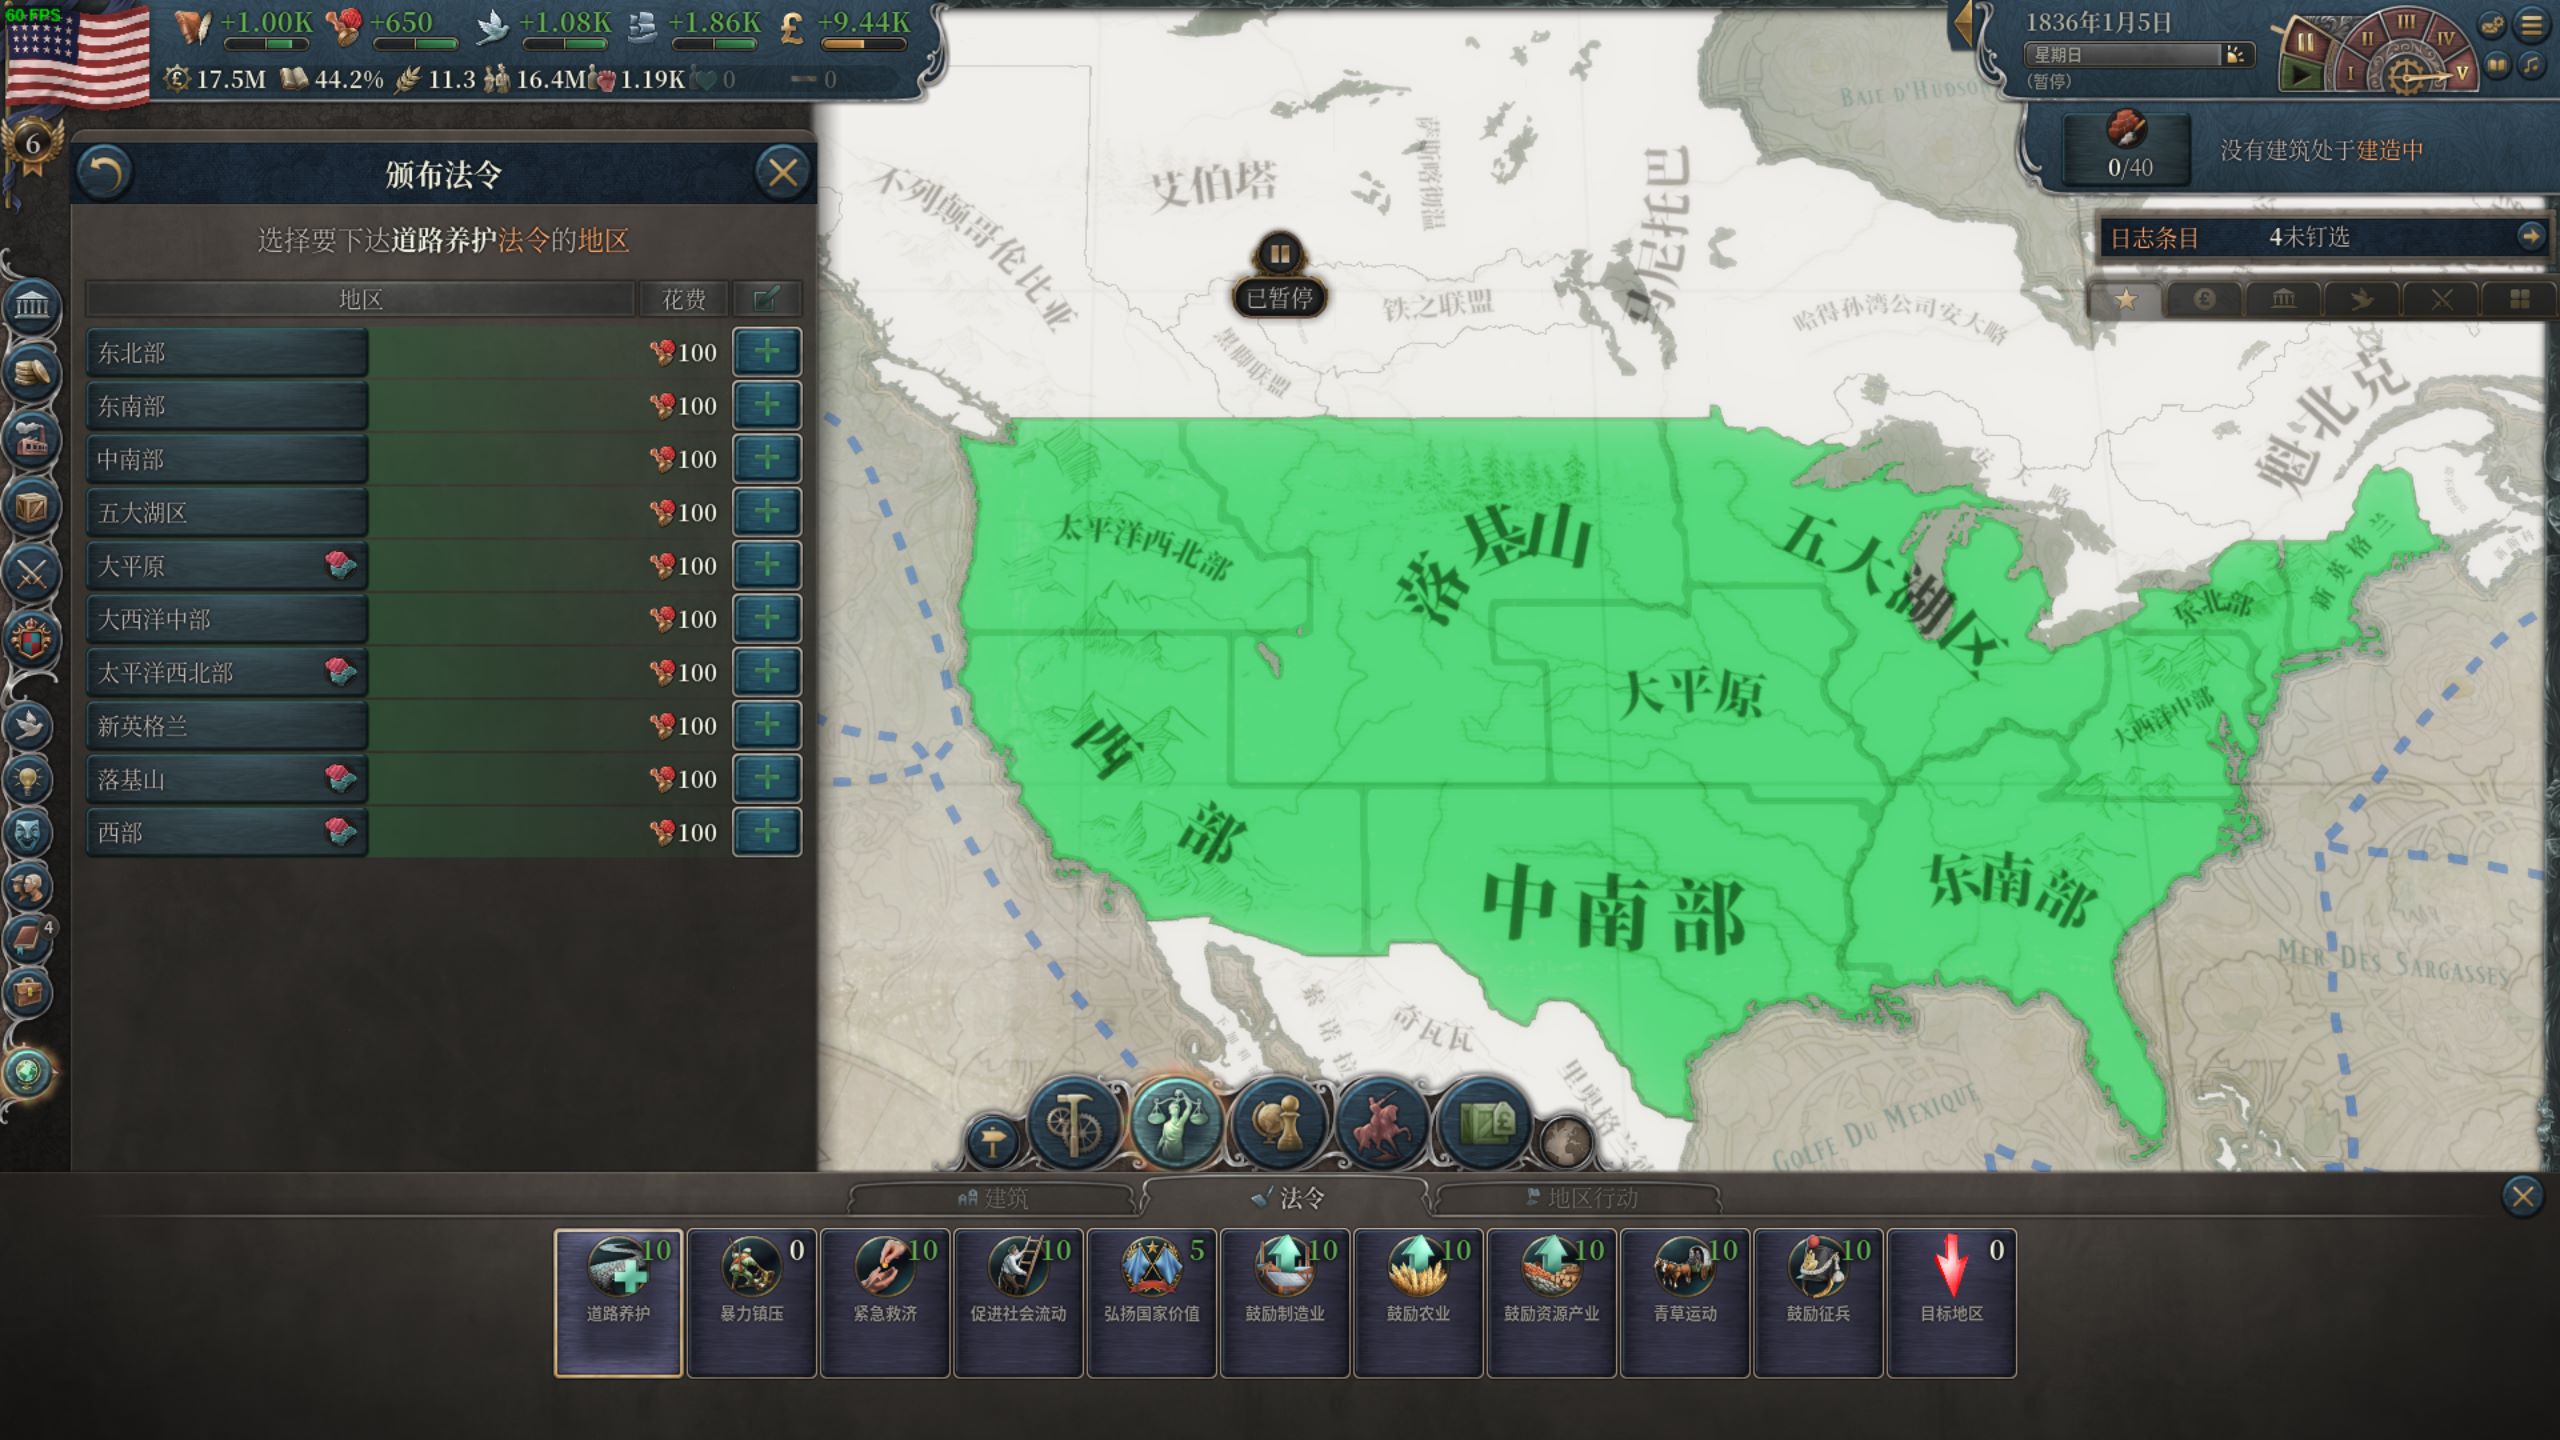 60 FPS
+1.00K +650 +1.08K +1.86K +9.44K
17.5M 44.2% 11.3 16.4M 1.19K 0 0
1836年1月5日
星期日
(暂停)
I II III IV V
0/40 没有建筑处于建造中
日志条目 4未钉选
6
颁布法令
选择要下达道路养护法令的地区
地区 花费
东北部 100
东南部 100
中南部 100
五大湖区 100
大平原 100
大西洋中部 100
太平洋西北部 100
新英格兰 100
落基山 100
西部 100
4
BAIE D'HUDSON
不列颠哥伦比亚
艾伯塔
萨斯喀彻温
马尼托巴
已暂停
铁之联盟
黑脚联盟
哈得孙湾公司安大略
魁北克
安大略
太平洋西北部
落基山
五大湖区
东北部
新英格兰
大平原
大西洋中部
西部
中南部
东南部
MER DES SARGASSES
索诺拉
奇瓦瓦
GOLFE DU MEXIQUE
建筑 法令 地区行动
10 0 10 10 5 10 10 10 10 10 0
道路养护 暴力镇压 紧急救济 促进社会流动 弘扬国家价值 鼓励制造业 鼓励农业 鼓励资源产业 青草运动 鼓励征兵 目标地区